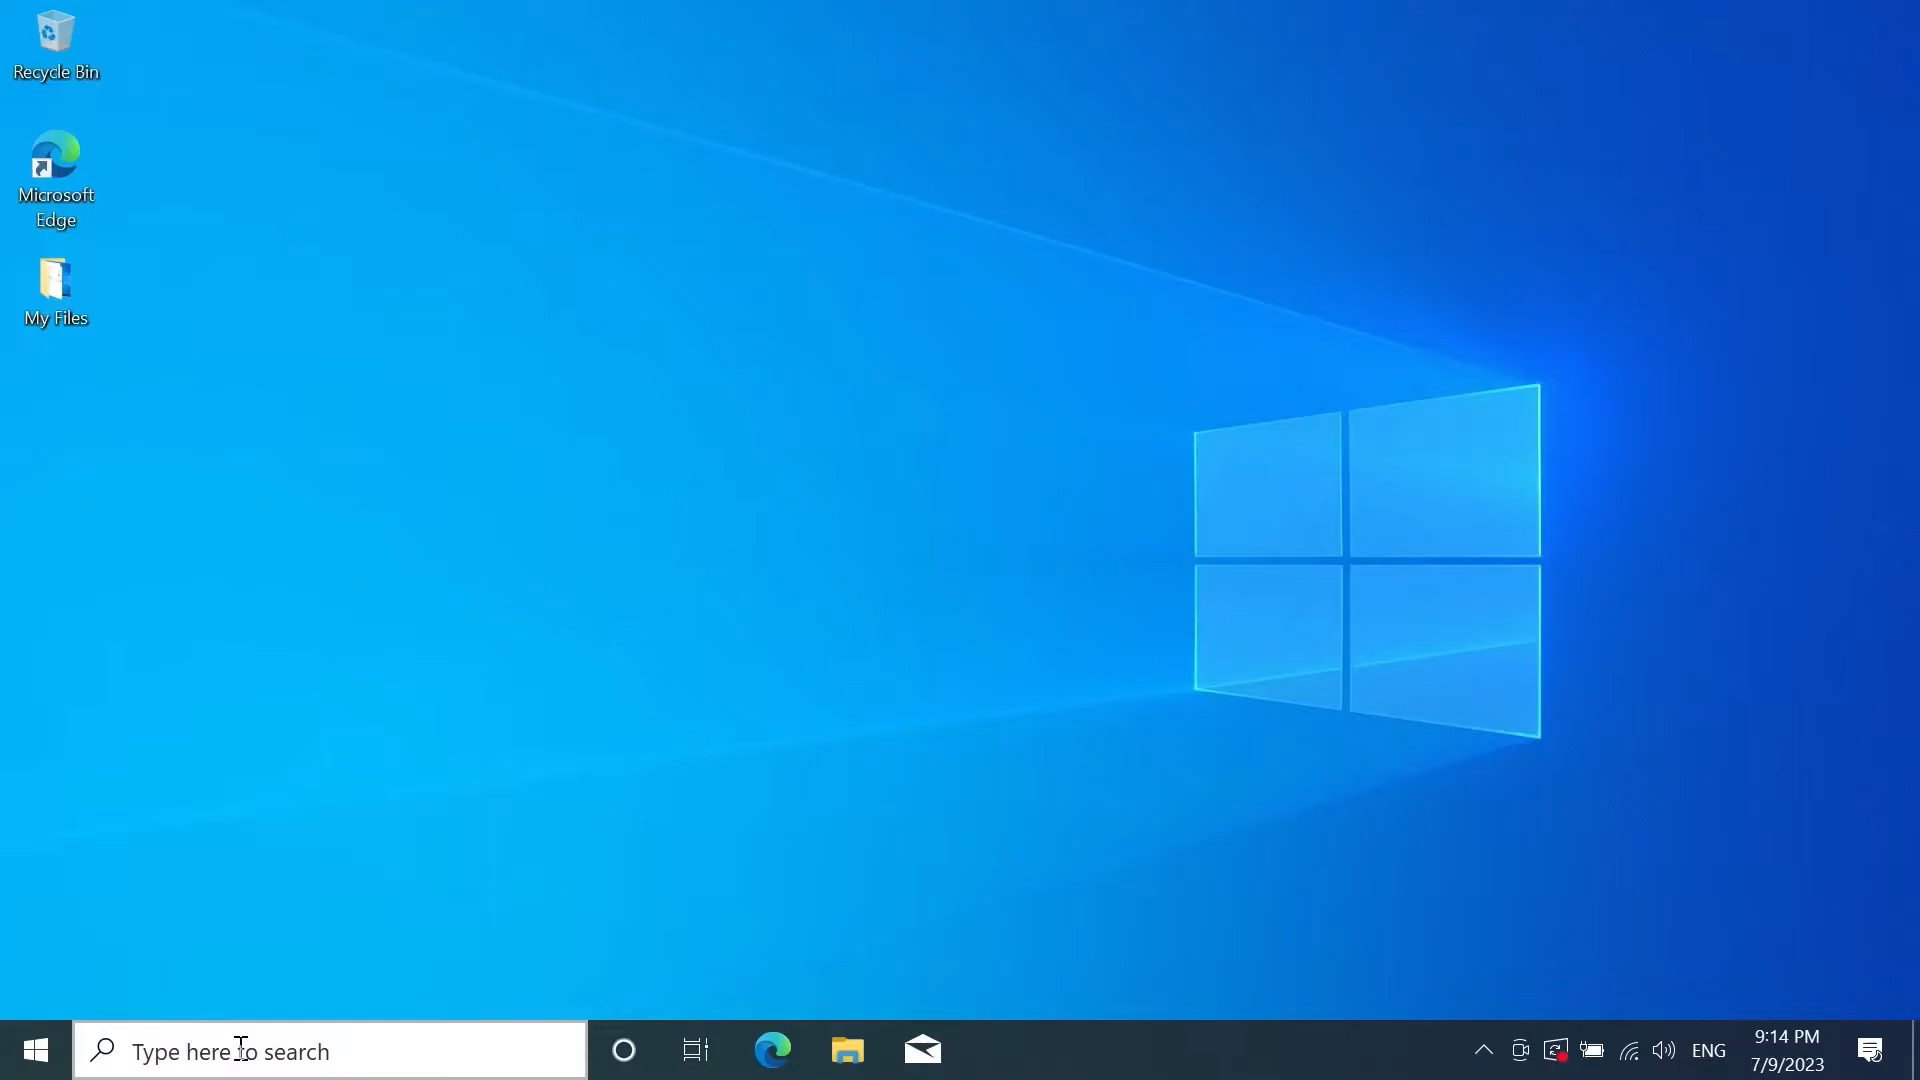 Recycle Bin
Microsoft
Edge
My Files
Type here to search
ENG
9:14 PM
7/9/2023